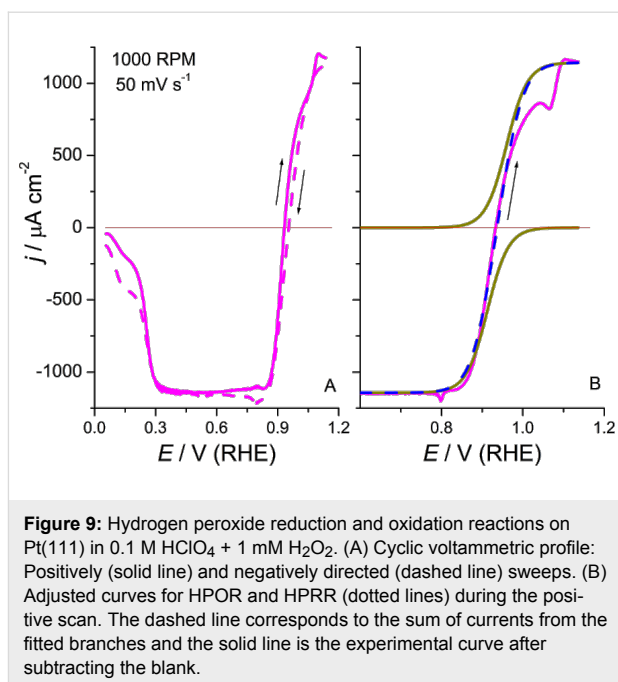 1000 RPM
50 mV s⁻¹
1000
500
0
-500
-1000
j / µA cm⁻²
A
B
0.0 0.3 0.6 0.9 1.2 0.8 1.0 1.2
E / V (RHE) E / V (RHE)
Figure 9: Hydrogen peroxide reduction and oxidation reactions on
Pt(111) in 0.1 M HClO₄ + 1 mM H₂O₂. (A) Cyclic voltammetric profile:
Positively (solid line) and negatively directed (dashed line) sweeps. (B)
Adjusted curves for HPOR and HPRR (dotted lines) during the posi-
tive scan. The dashed line corresponds to the sum of currents from the
fitted branches and the solid line is the experimental curve after
subtracting the blank.